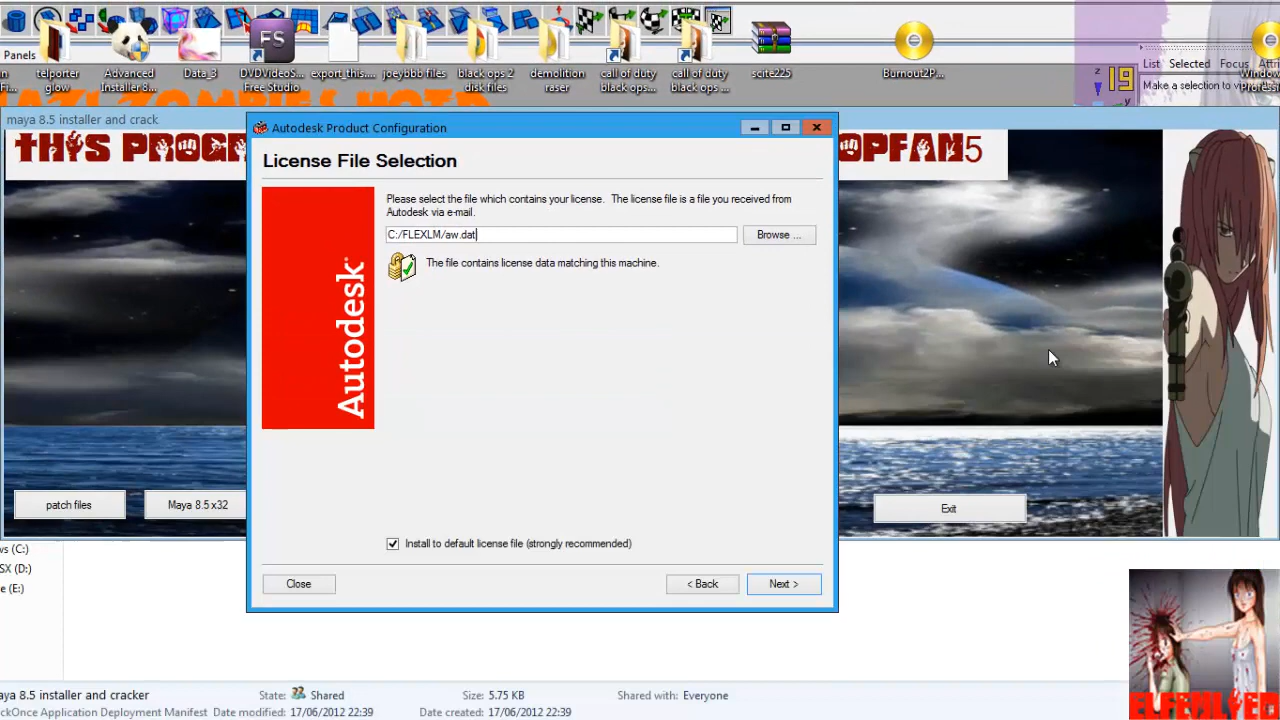 Panels
telporter
glow
Advanced
Installer 8...
Data_3
FS
DVDVideoS...
Free Studio
export_this....
joeybbb files
black ops 2
disk files
demolition
raser
call of duty
black ops...
call of duty
black ops ...
scite225
Burnout2P...
List Selected Focus
Make a selection to
z 19
y
maya 8.5 installer and crack
Autodesk Product Configuration
License File Selection
THIS PROGR
OPFAN5
Please select the file which contains your license. The license file is a file you received from
Autodesk via e-mail.
C:/FLEXLM/aw.dat
Browse ...
The file contains license data matching this machine.
Autodesk
patch files
Maya 8.5 x32
Exit
Install to default license file (strongly recommended)
Close
< Back
Next >
ws (C:)
SX (D:)
e (E:)
aya 8.5 installer and cracker
State: Shared
Size: 5.75 KB
Shared with: Everyone
ckOnce Application Deployment Manifest
Date modified: 17/06/2012 22:39
Date created: 17/06/2012 22:39